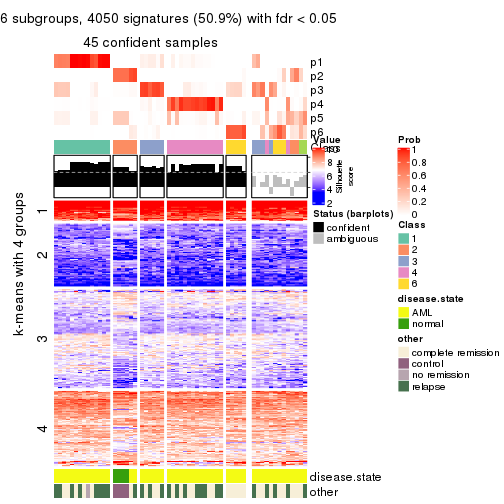 6 subgroups, 4050 signatures (50.9%) with fdr < 0.05
45 confident samples
p1
p2
p3
p4
p5
p6
Class
k-means with 4 groups
1
2
3
4
disease.state
other
Silhouette
score
Value
8
6
4
2
Status (barplots)
confident
ambiguous
Prob
1
0.8
0.6
0.4
0.2
0
Class
1
2
3
4
6
disease.state
AML
normal
other
complete remission
control
no remission
relapse